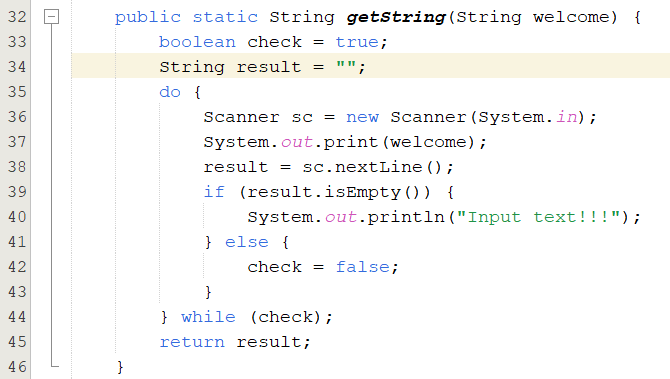 32 public static String getString(String welcome) {
33 boolean check = true;
34 String result = "";
35 do {
36 Scanner sc = new Scanner(System.in);
37 System.out.print(welcome);
38 result = sc.nextLine();
39 if (result.isEmpty()) {
40 System.out.println("Input text!!!");
41 } else {
42 check = false;
43 }
44 } while (check);
45 return result;
46 }